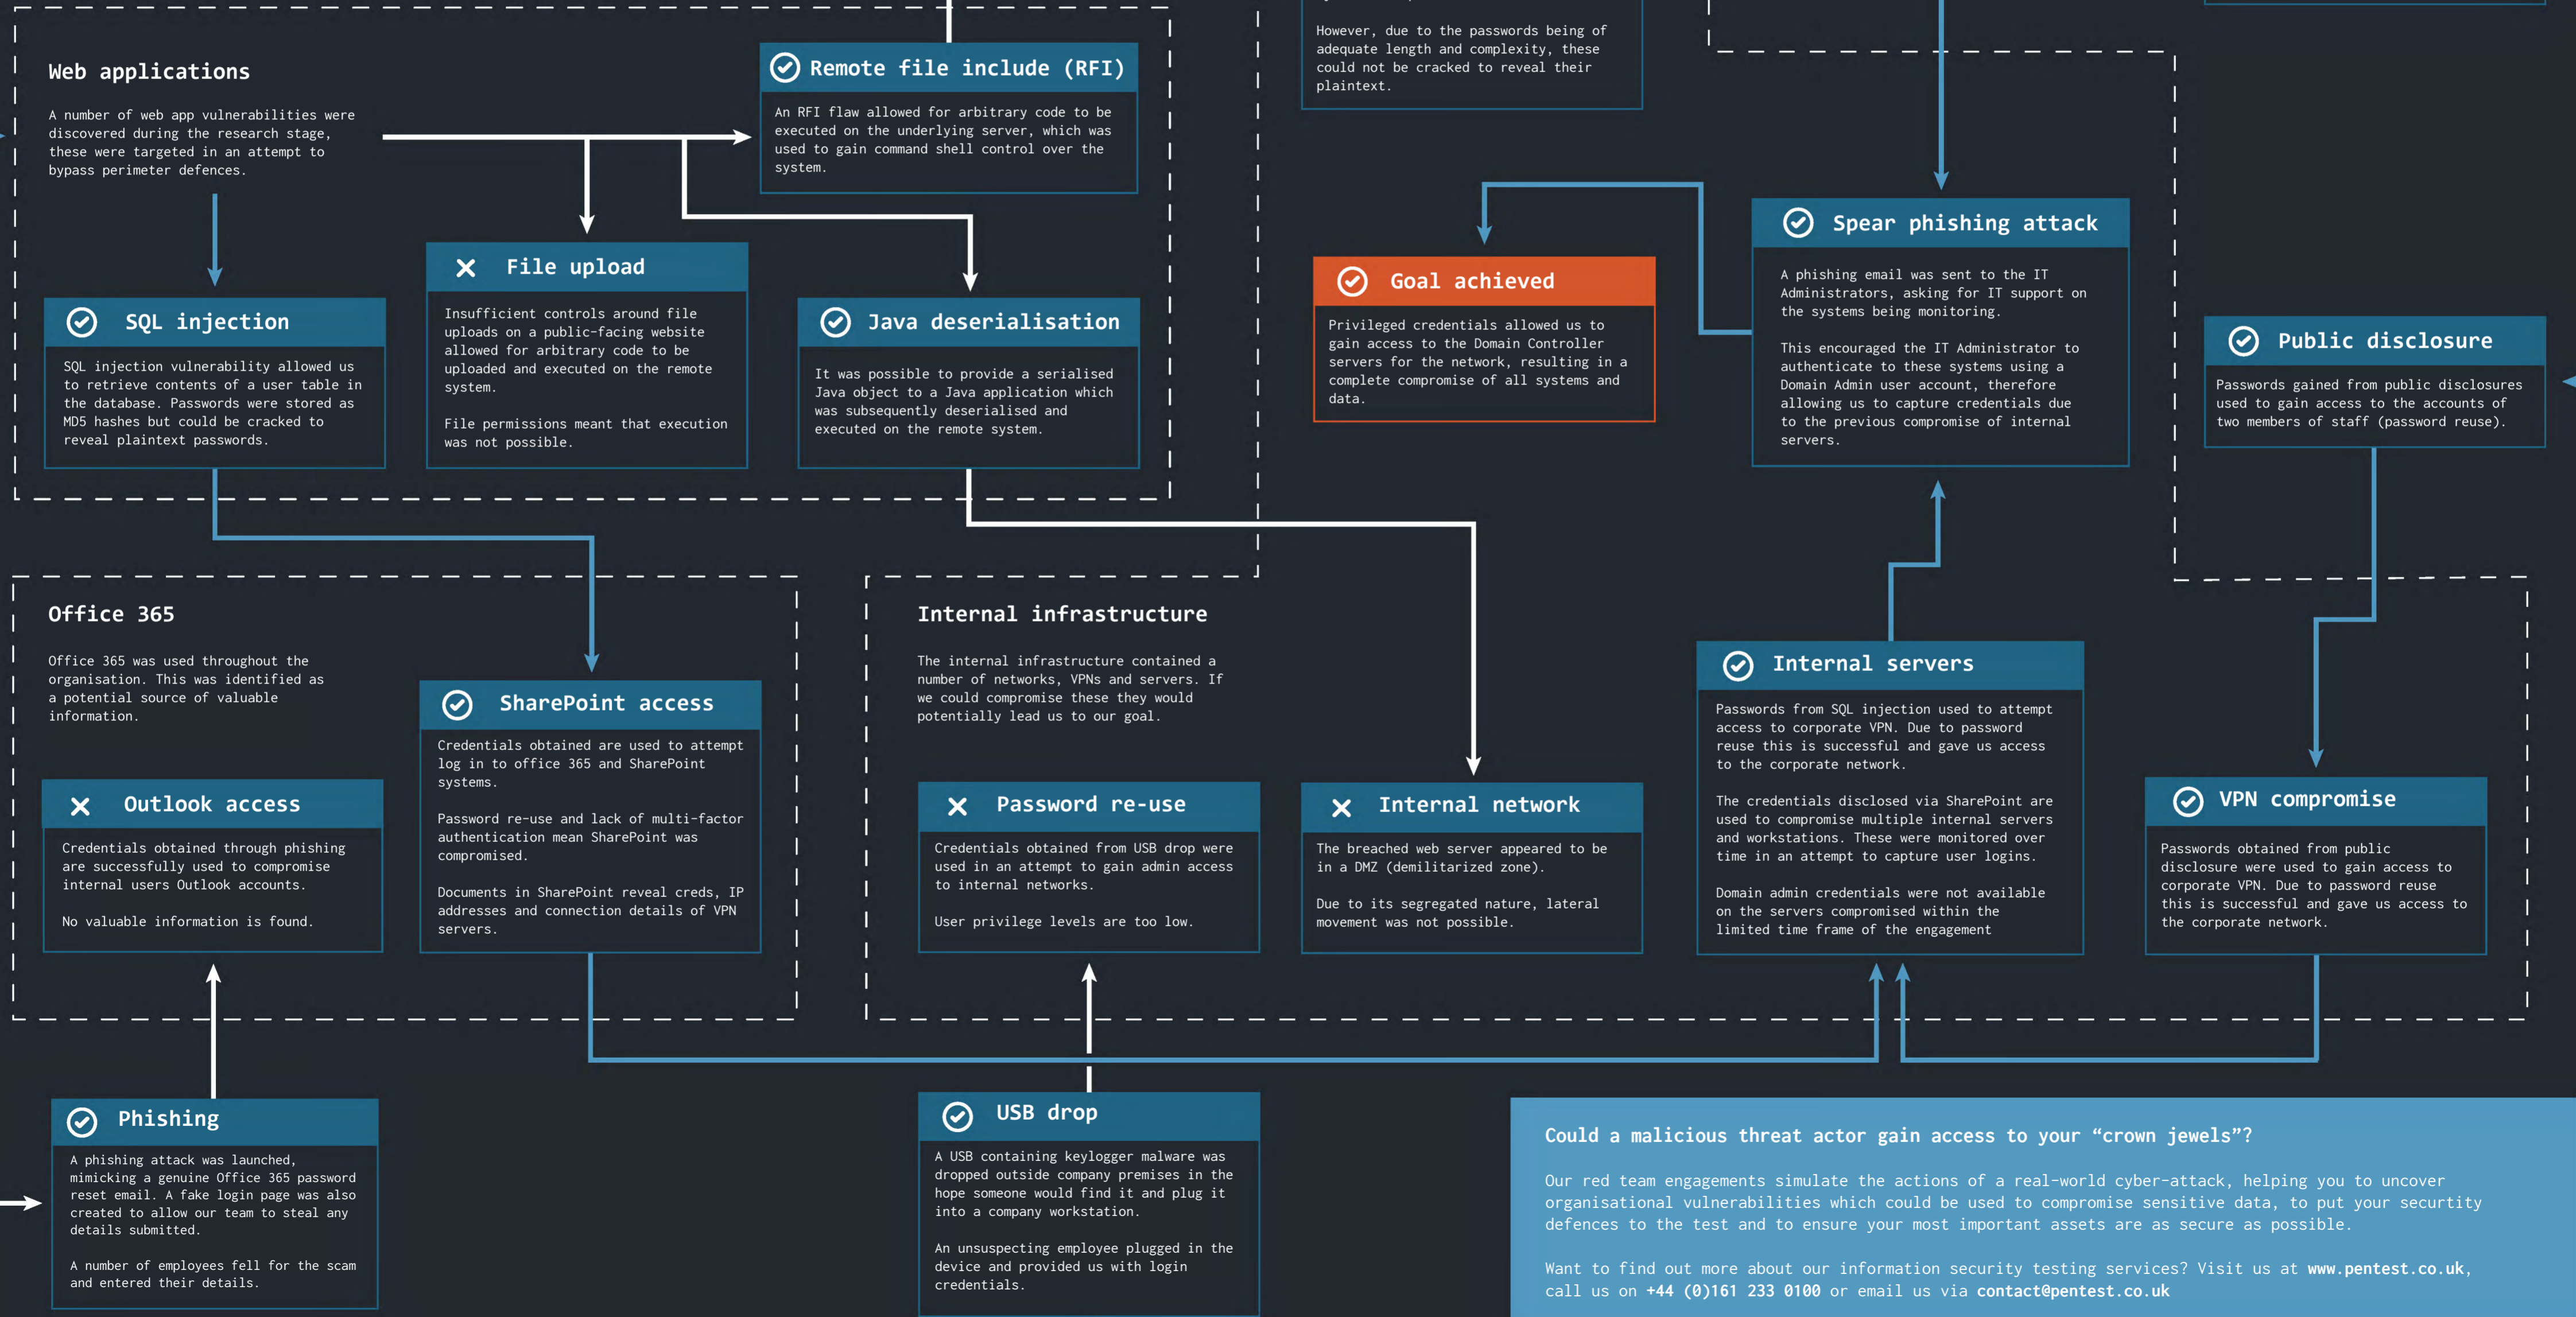 Web applications
A number of web app vulnerabilities were
discovered during the research stage,
these were targeted in an attempt to
bypass perimeter defences.
Remote file include (RFI)
An RFI flaw allowed for arbitrary code to be
executed on the underlying server, which was
used to gain command shell control over the
system.
However, due to the passwords being of
adequate length and complexity, these
could not be cracked to reveal their
plaintext.
SQL injection
SQL injection vulnerability allowed us
to retrieve contents of a user table in
the database. Passwords were stored as
MD5 hashes but could be cracked to
reveal plaintext passwords.
File upload
Insufficient controls around file
uploads on a public-facing website
allowed for arbitrary code to be
uploaded and executed on the remote
system.
File permissions meant that execution
was not possible.
Java deserialisation
It was possible to provide a serialised
Java object to a Java application which
was subsequently deserialised and
executed on the remote system.
Goal achieved
Privileged credentials allowed us to
gain access to the Domain Controller
servers for the network, resulting in a
complete compromise of all systems and
data.
Spear phishing attack
A phishing email was sent to the IT
Administrators, asking for IT support on
the systems being monitoring.
This encouraged the IT Administrator to
authenticate to these systems using a
Domain Admin user account, therefore
allowing us to capture credentials due
to the previous compromise of internal
servers.
Public disclosure
Passwords gained from public disclosures
used to gain access to the accounts of
two members of staff (password reuse).
Office 365
Office 365 was used throughout the
organisation. This was identified as
a potential source of valuable
information.
Outlook access
Credentials obtained through phishing
are successfully used to compromise
internal users Outlook accounts.
No valuable information is found.
SharePoint access
Credentials obtained are used to attempt
log in to office 365 and SharePoint
systems.
Password re-use and lack of multi-factor
authentication mean SharePoint was
compromised.
Documents in SharePoint reveal creds, IP
addresses and connection details of VPN
servers.
Internal infrastructure
The internal infrastructure contained a
number of networks, VPNs and servers. If
we could compromise these they would
potentially lead us to our goal.
Password re-use
Credentials obtained from USB drop were
used in an attempt to gain admin access
to internal networks.
User privilege levels are too low.
Internal network
The breached web server appeared to be
in a DMZ (demilitarized zone).
Due to its segregated nature, lateral
movement was not possible.
Internal servers
Passwords from SQL injection used to attempt
access to corporate VPN. Due to password
reuse this is successful and gave us access
to the corporate network.
The credentials disclosed via SharePoint are
used to compromise multiple internal servers
and workstations. These were monitored over
time in an attempt to capture user logins.
Domain admin credentials were not available
on the servers compromised within the
limited time frame of the engagement
VPN compromise
Passwords obtained from public
disclosure were used to gain access to
corporate VPN. Due to password reuse
this is successful and gave us access to
the corporate network.
Phishing
A phishing attack was launched,
mimicking a genuine Office 365 password
reset email. A fake login page was also
created to allow our team to steal any
details submitted.
A number of employees fell for the scam
and entered their details.
USB drop
A USB containing keylogger malware was
dropped outside company premises in the
hope someone would find it and plug it
into a company workstation.
An unsuspecting employee plugged in the
device and provided us with login
credentials.
Could a malicious threat actor gain access to your “crown jewels”?
Our red team engagements simulate the actions of a real-world cyber-attack, helping you to uncover
organisational vulnerabilities which could be used to compromise sensitive data, to put your securtity
defences to the test and to ensure your most important assets are as secure as possible.
Want to find out more about our information security testing services? Visit us at www.pentest.co.uk,
call us on +44 (0)161 233 0100 or email us via contact@pentest.co.uk